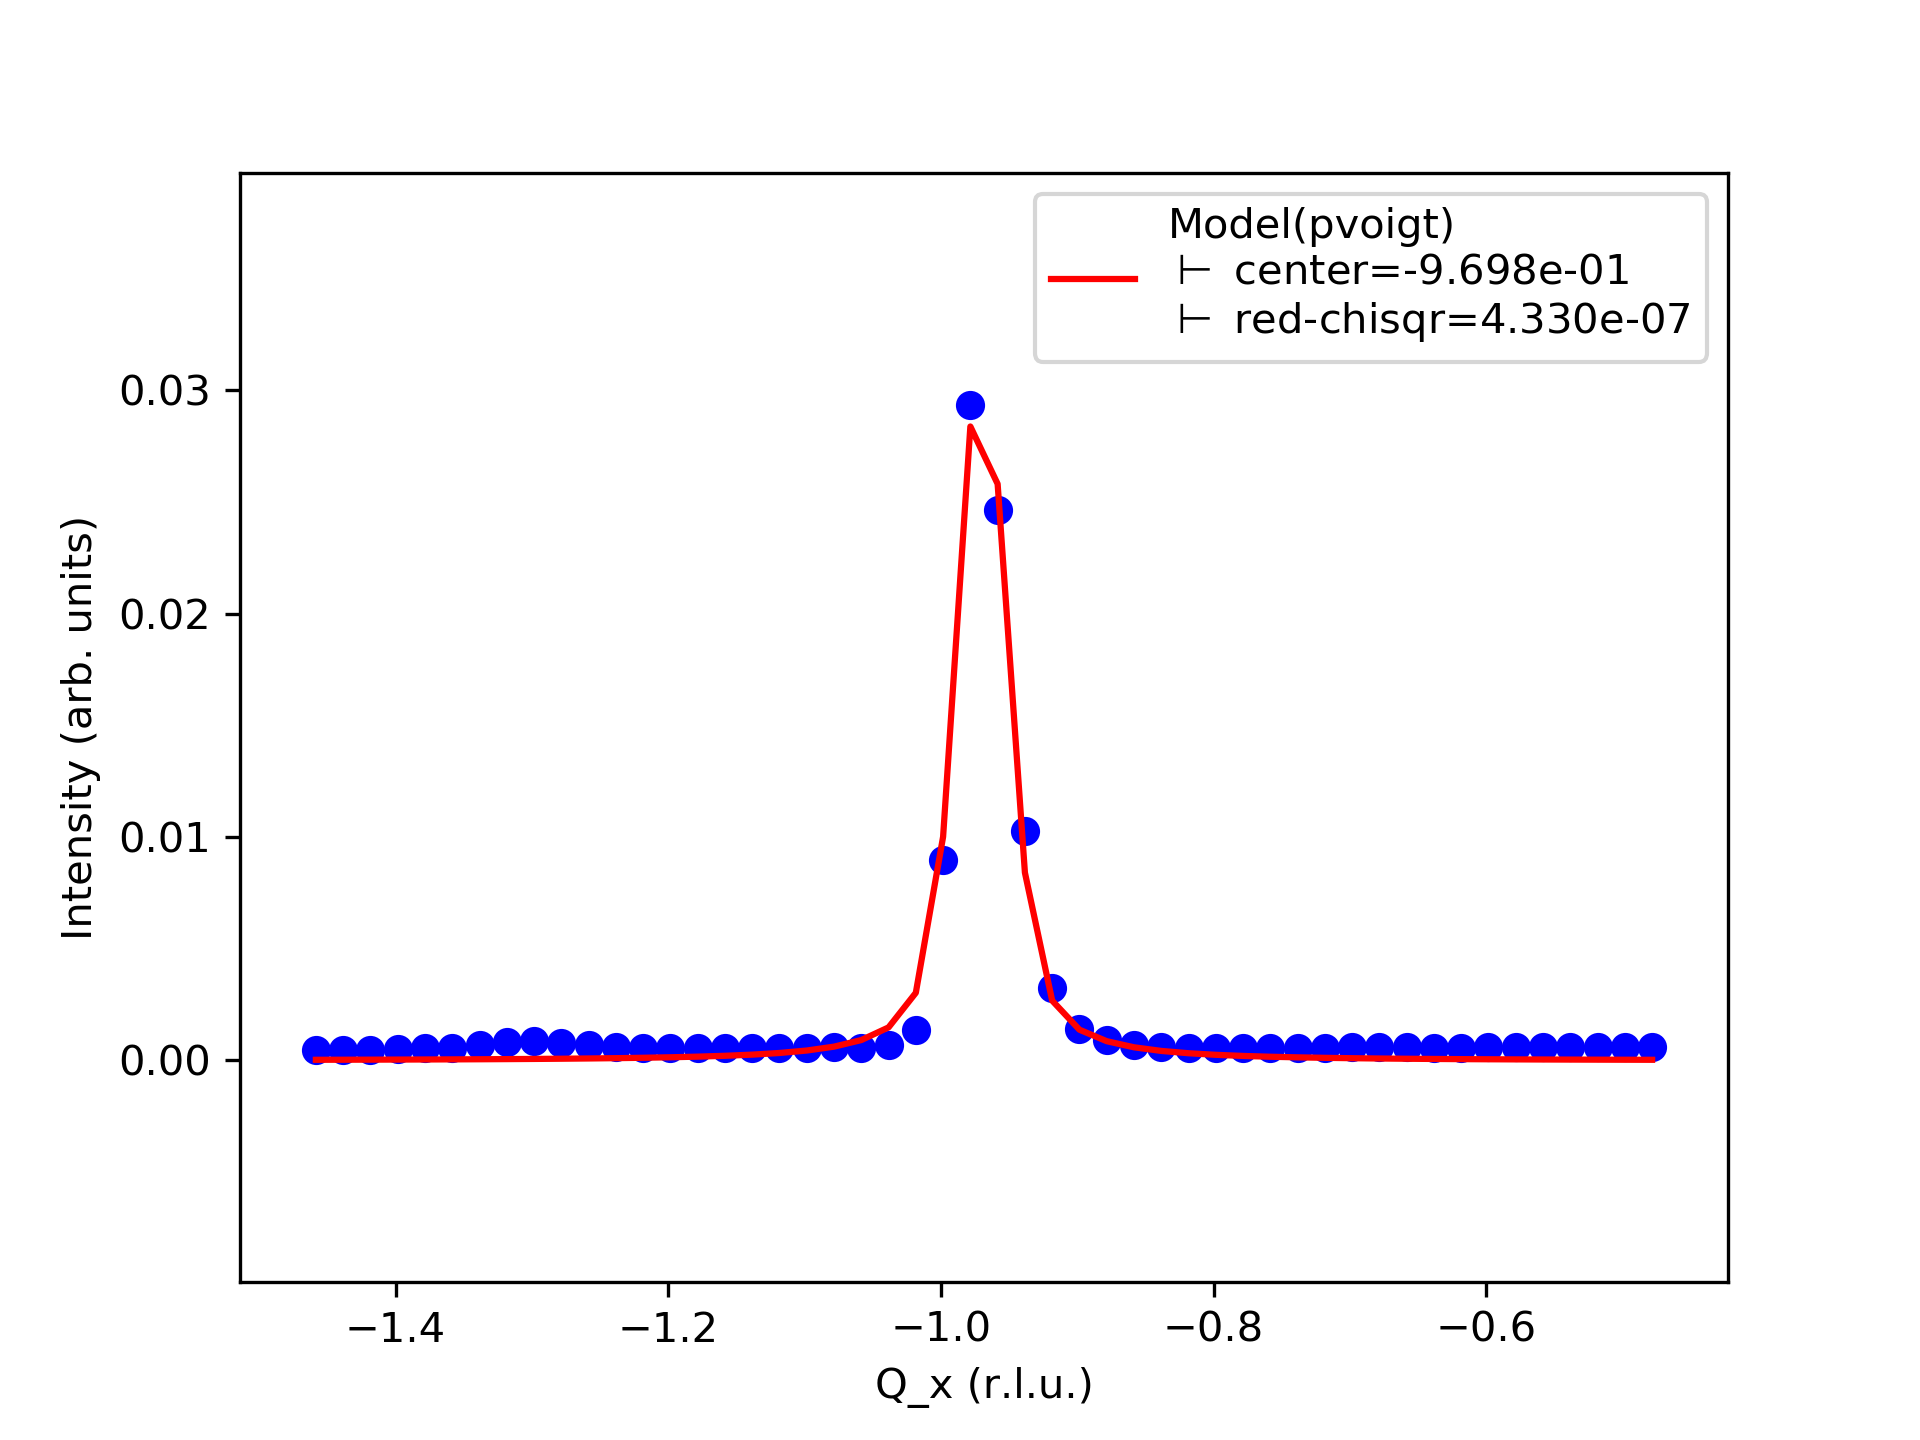 Model(pvoigt)
⊢ center=-9.698e-01
⊢ red-chisqr=4.330e-07
0.03
0.02
0.01
0.00
Intensity (arb. units)
−1.4 −1.2 −1.0 −0.8 −0.6
Q_x (r.l.u.)